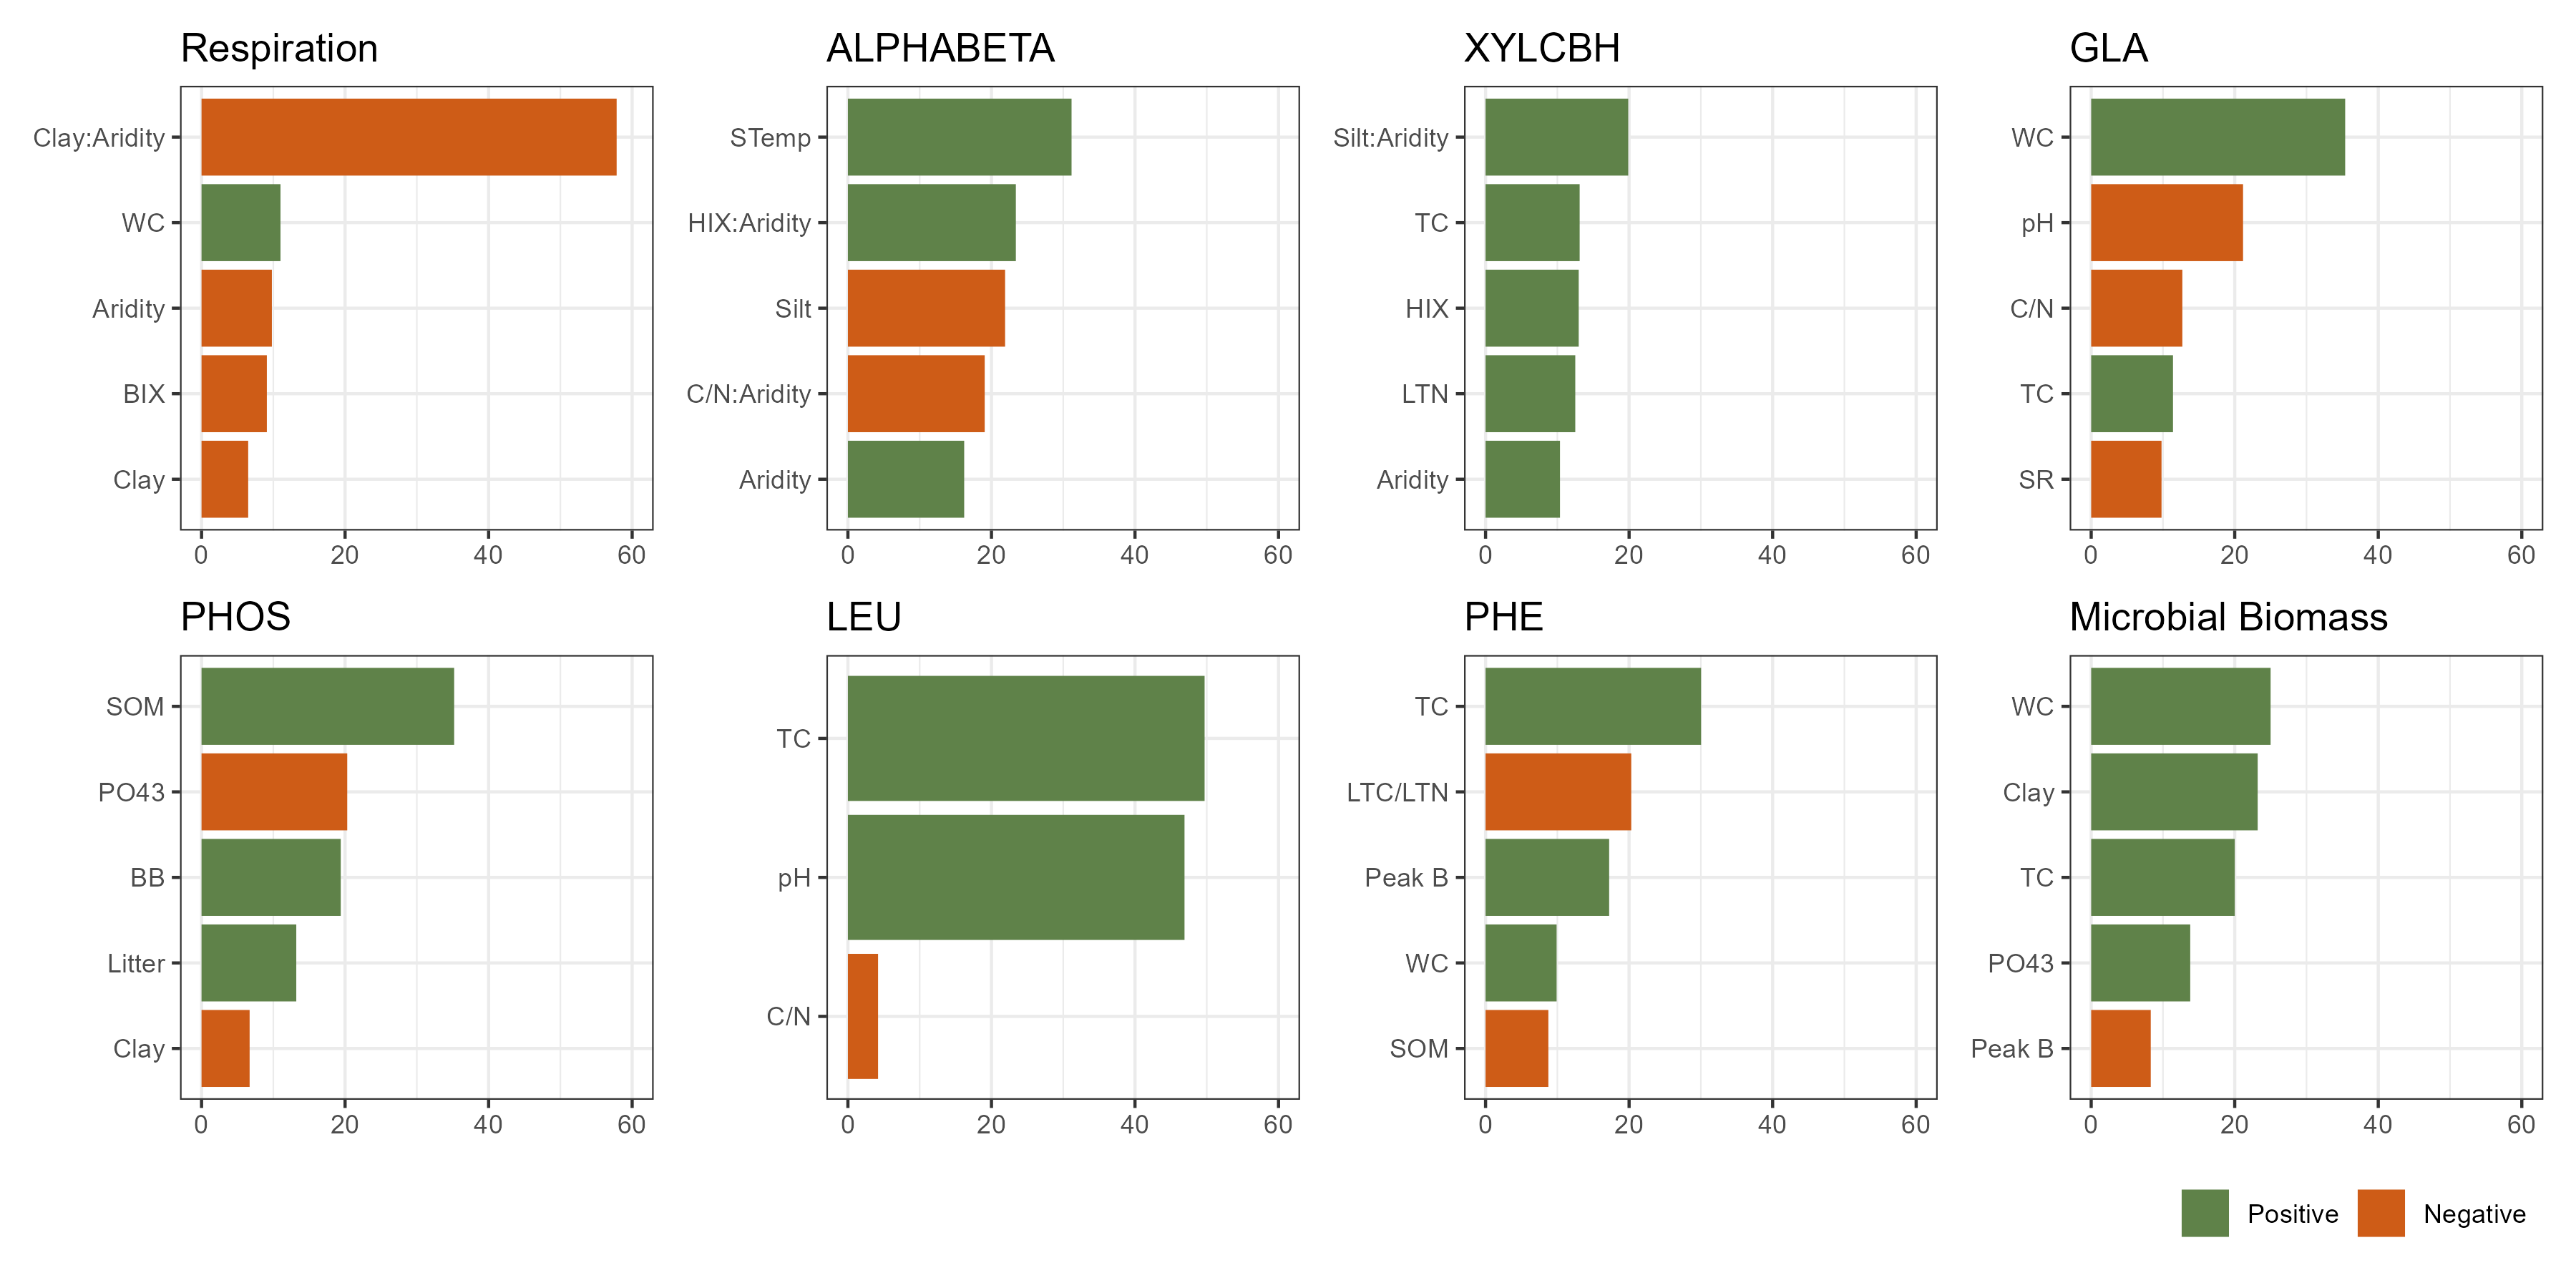 Respiration
Clay:Aridity
WC
Aridity
BIX
Clay
0 20 40 60
ALPHABETA
STemp
HIX:Aridity
Silt
C/N:Aridity
Aridity
0 20 40 60
XYLCBH
Silt:Aridity
TC
HIX
LTN
Aridity
0 20 40 60
GLA
WC
pH
C/N
TC
SR
0 20 40 60
PHOS
SOM
PO43
BB
Litter
Clay
0 20 40 60
LEU
TC
pH
C/N
0 20 40 60
PHE
TC
LTC/LTN
Peak B
WC
SOM
0 20 40 60
Microbial Biomass
WC
Clay
TC
PO43
Peak B
0 20 40 60
Positive Negative